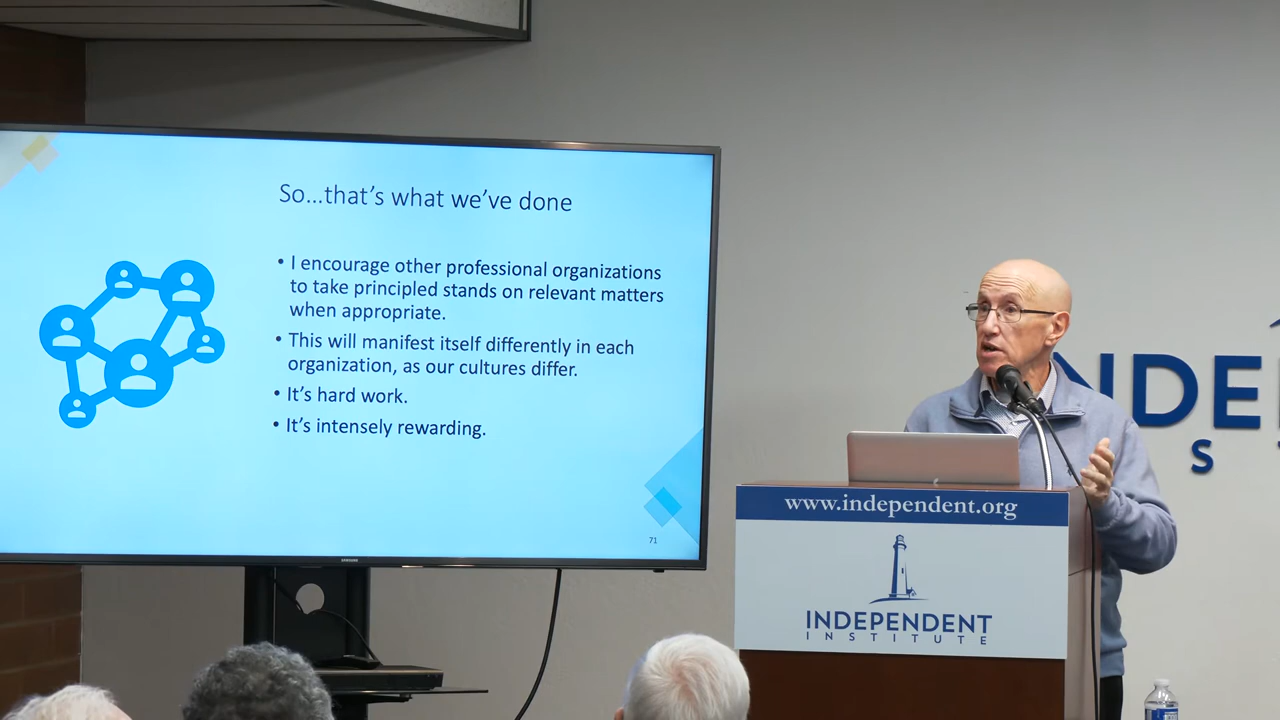 So...that's what we've done
• I encourage other professional organizations
to take principled stands on relevant matters
when appropriate.
• This will manifest itself differently in each
organization, as our cultures differ.
• It's hard work.
• It's intensely rewarding.
71
SAMSUNG
www.independent.org
INDEPENDENT
INSTITUTE
NDE
S